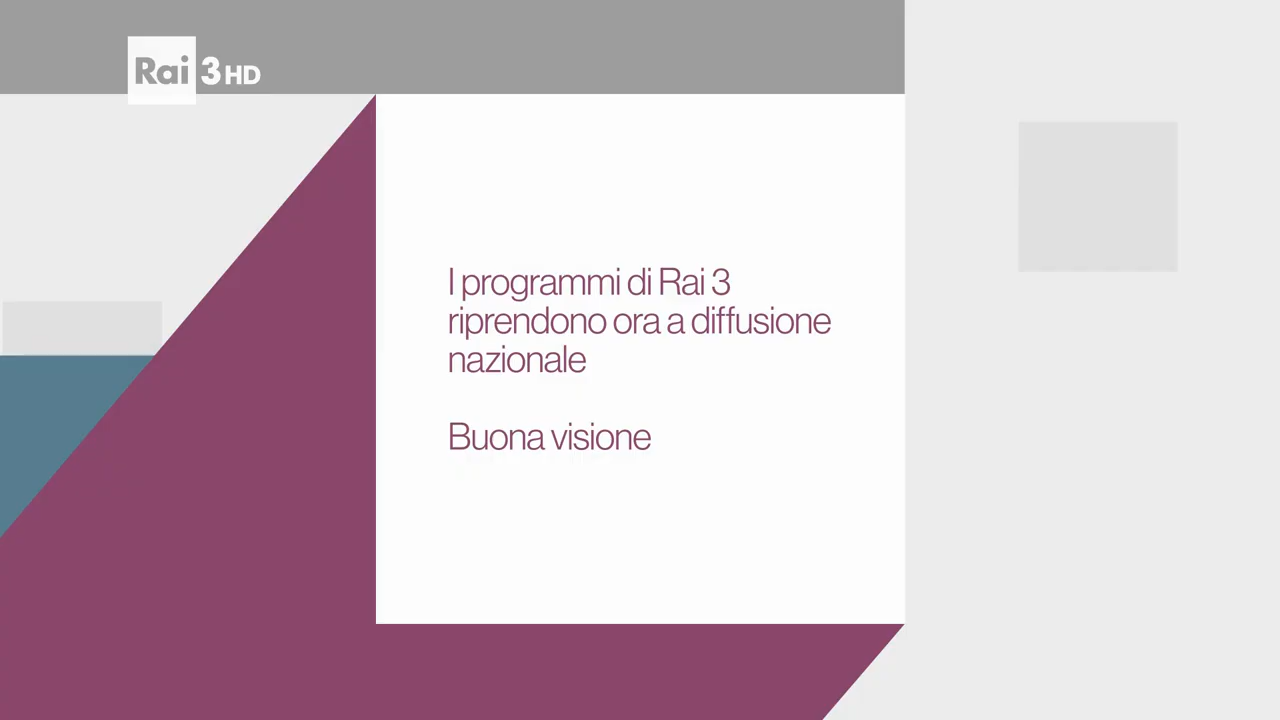 Rai 3 HD
I programmi di Rai 3
riprendono ora a diffusione
nazionale
Buona visione